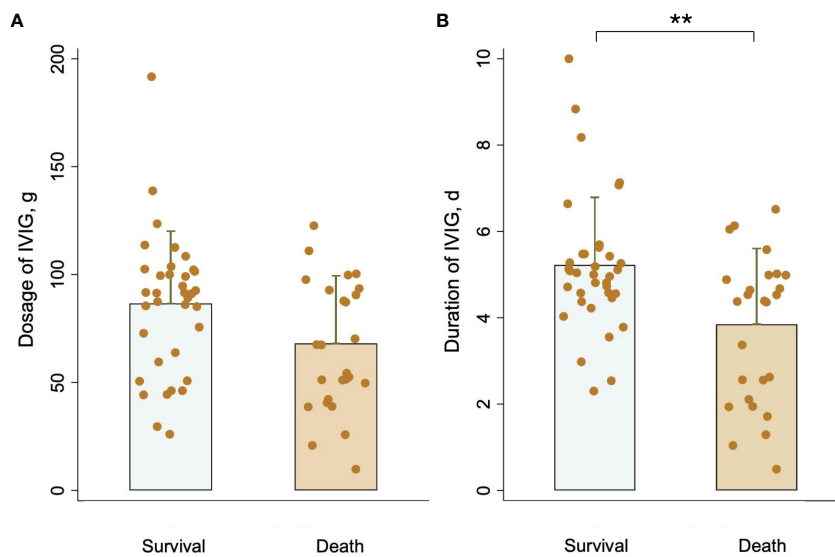 A
Dosage of IVIG, g
200
150
100
50
0
Survival
Death
B
**
Duration of IVIG, d
10
8
6
4
2
0
Survival
Death